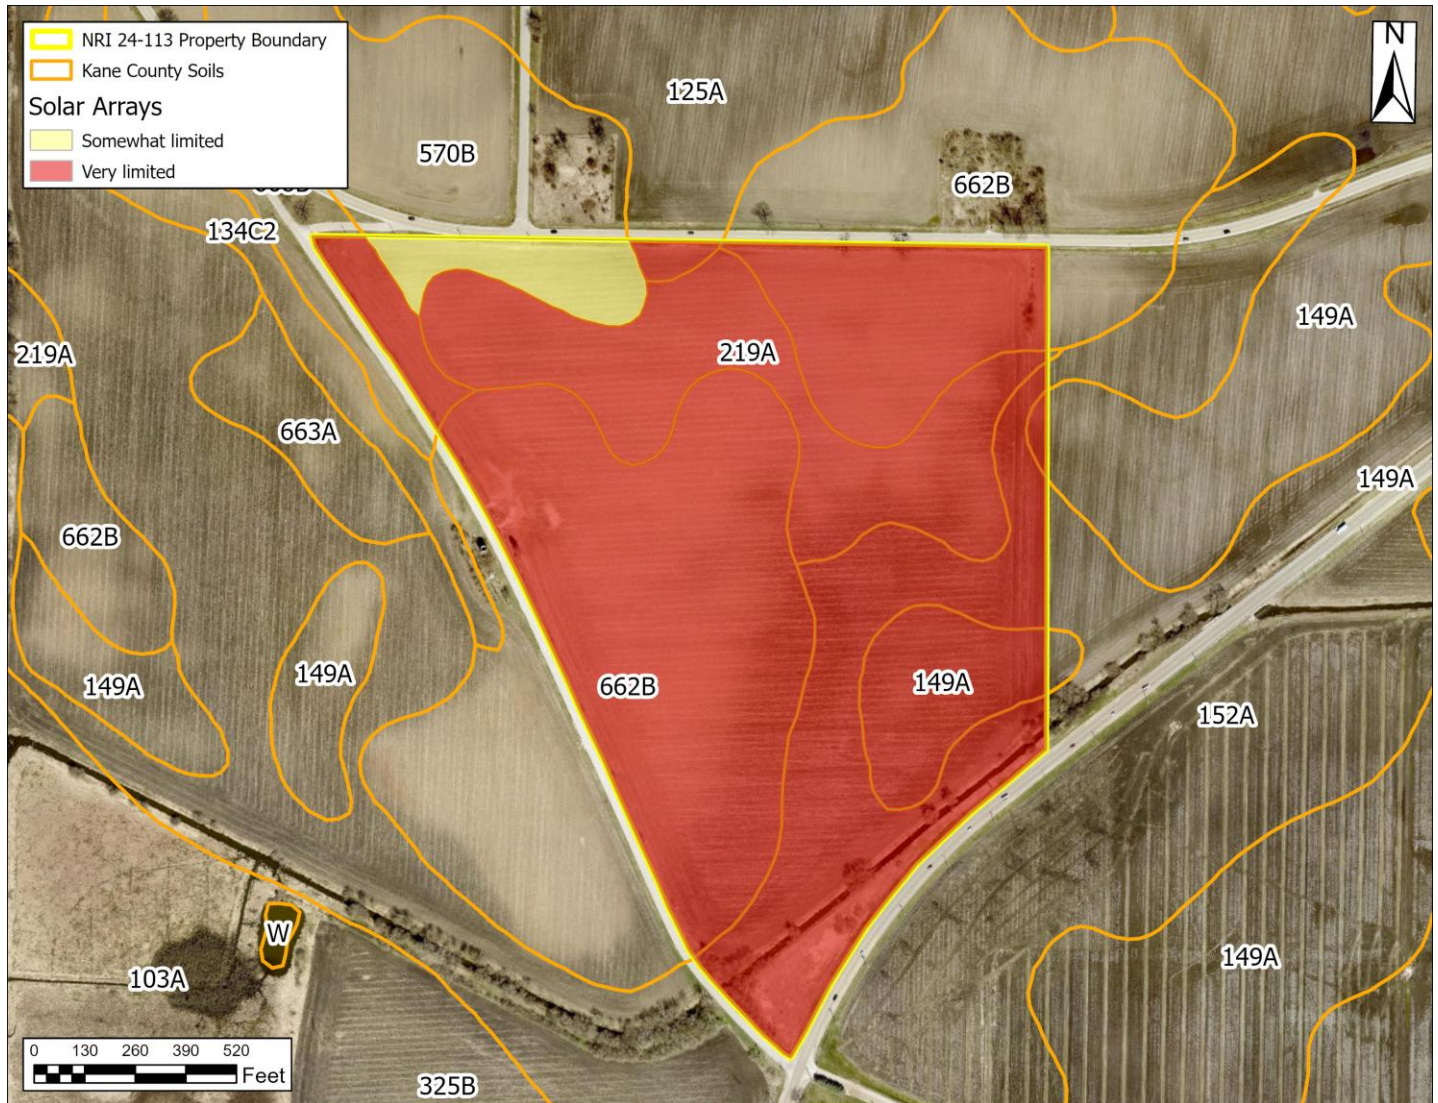 NRI 24-113 Property Boundary
Kane County Soils
Solar Arrays
Somewhat limited
Very limited
N
125A
570B
662B
134C2
149A
219A
219A
663A
149A
662B
149A
149A
662B
149A
152A
W
149A
103A
0 130 260 390 520
Feet
325B